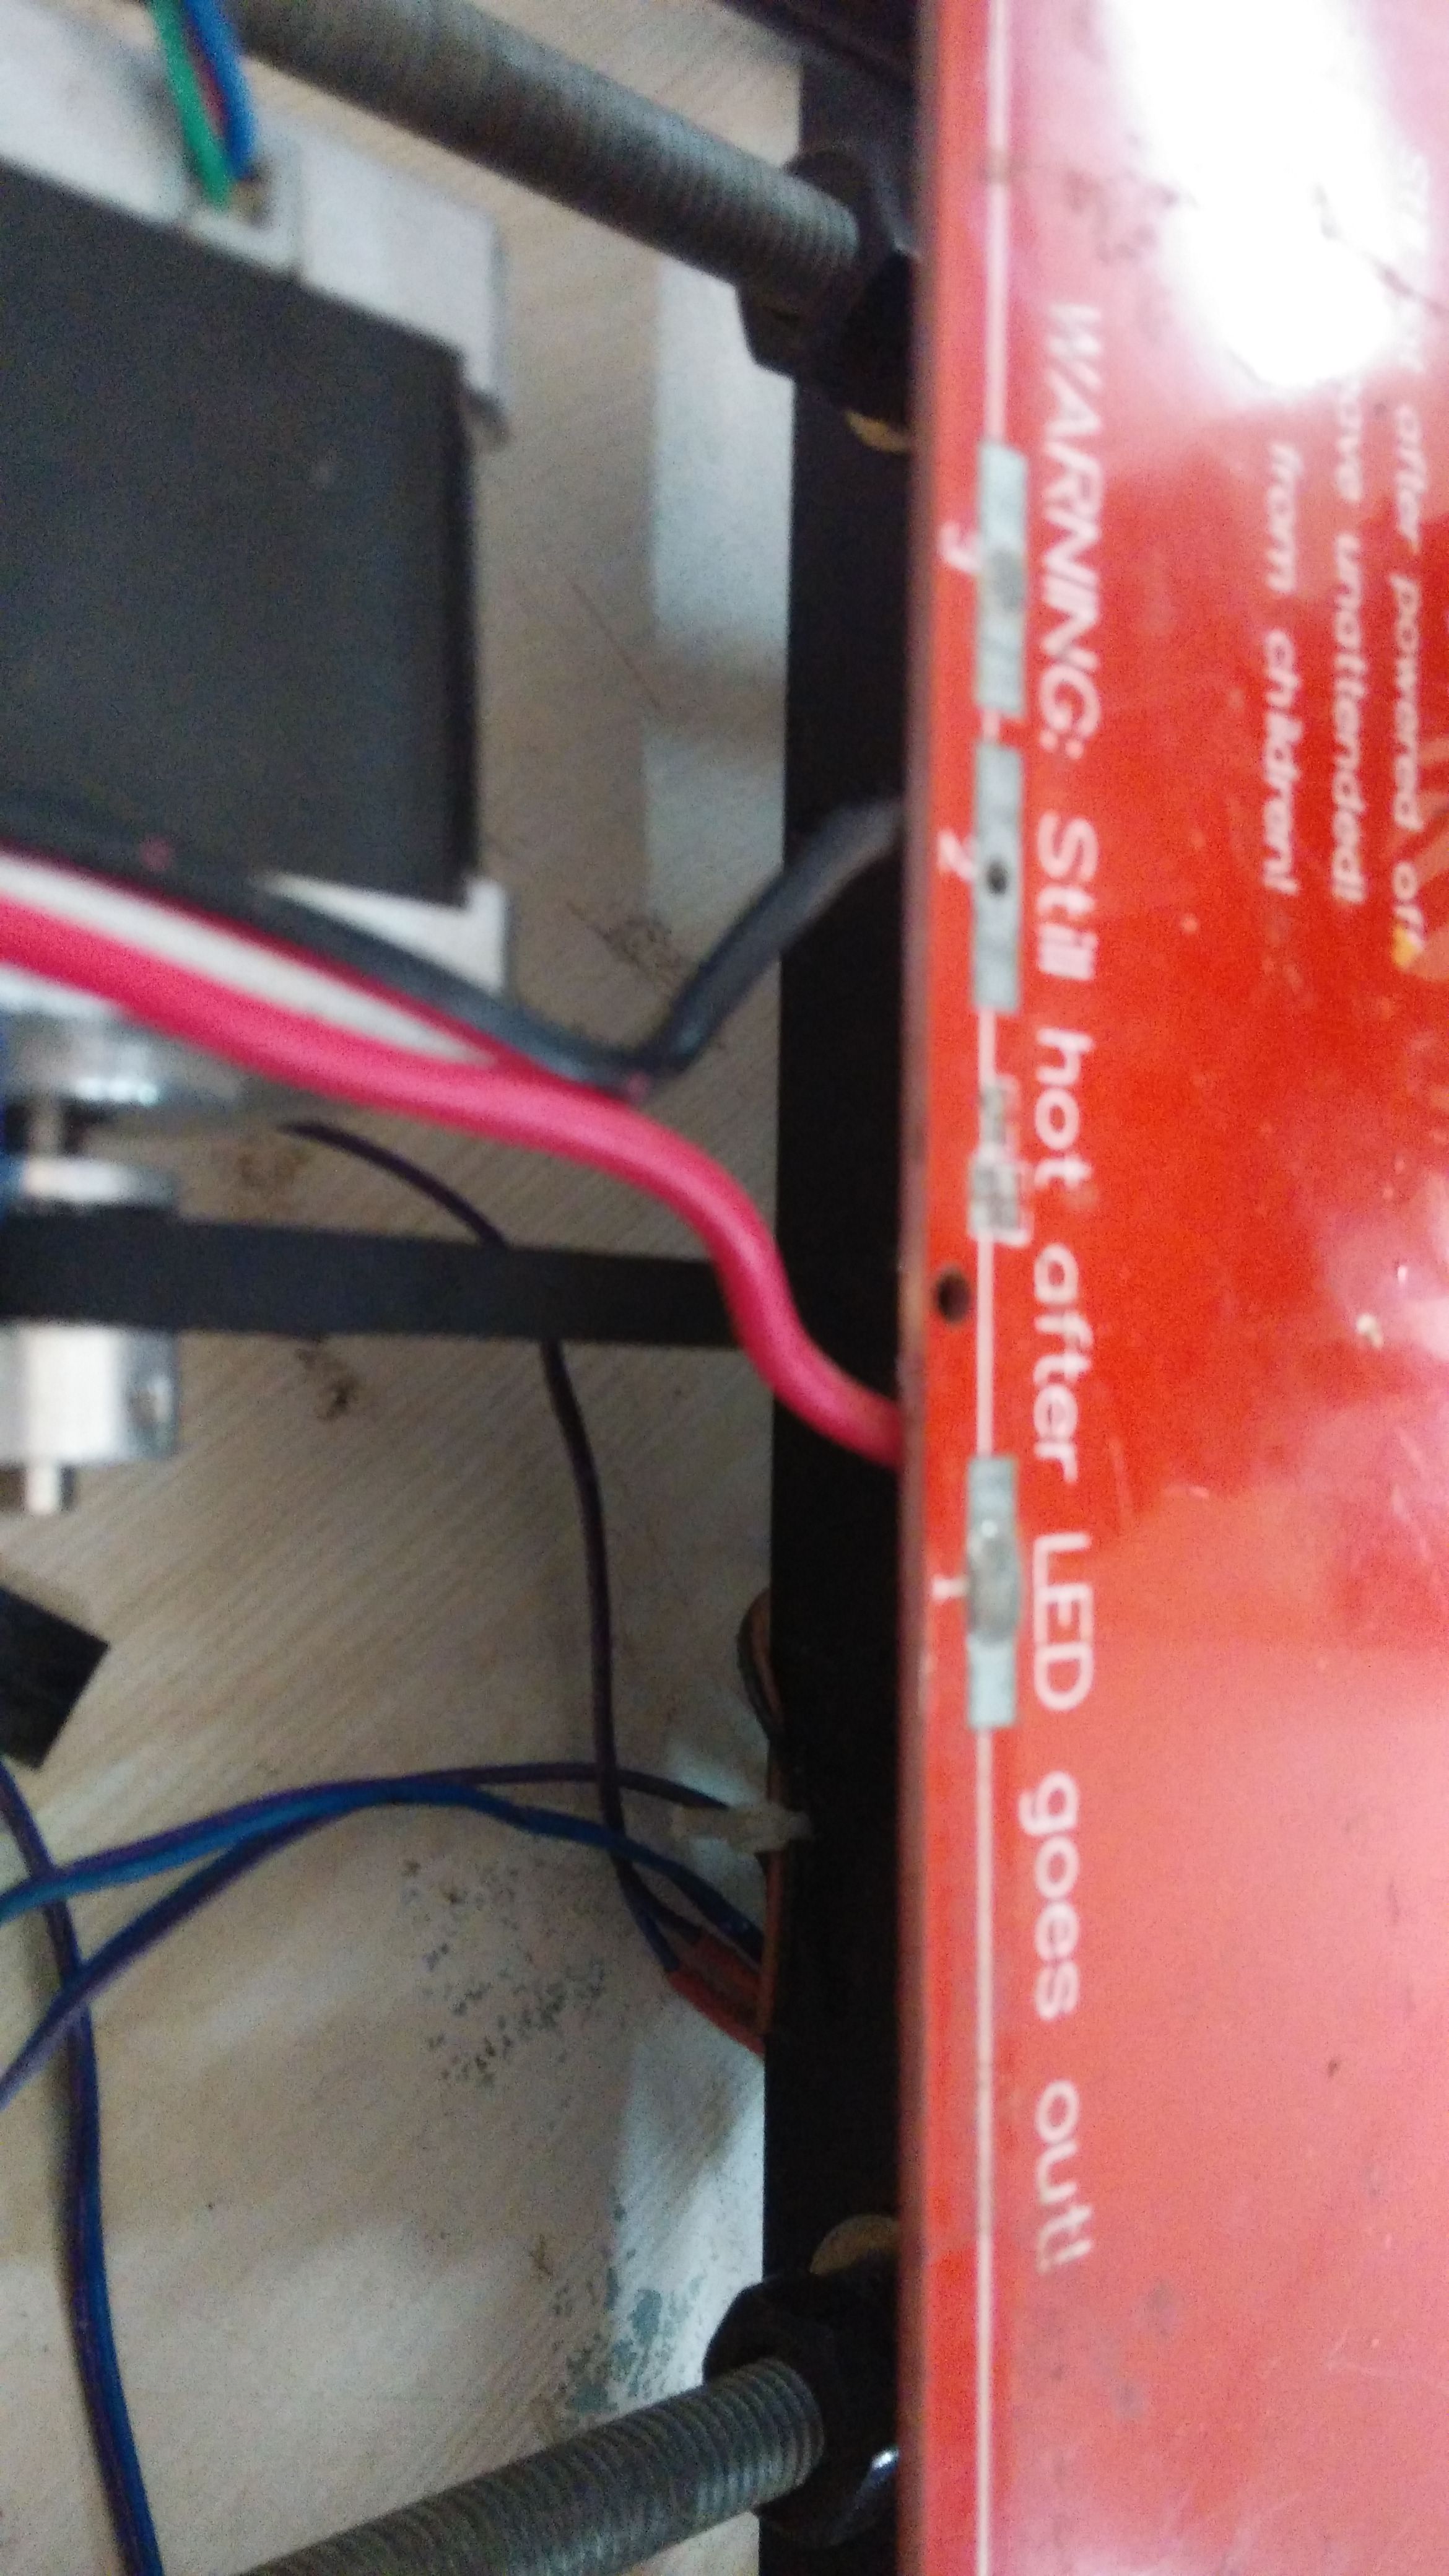 after powered off
unattended!
from children!
WARNING: Still hot after LED goes out!
3 2 1